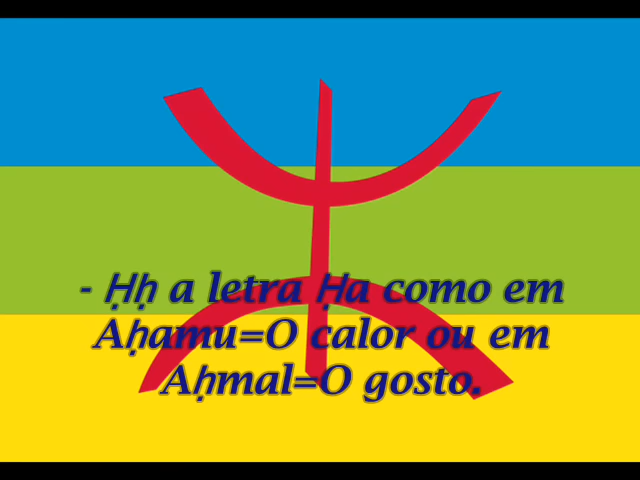 - Ḥḥ a letra Ḥa como em
Aḥamu=O calor ou em
Aḥmal=O gosto.